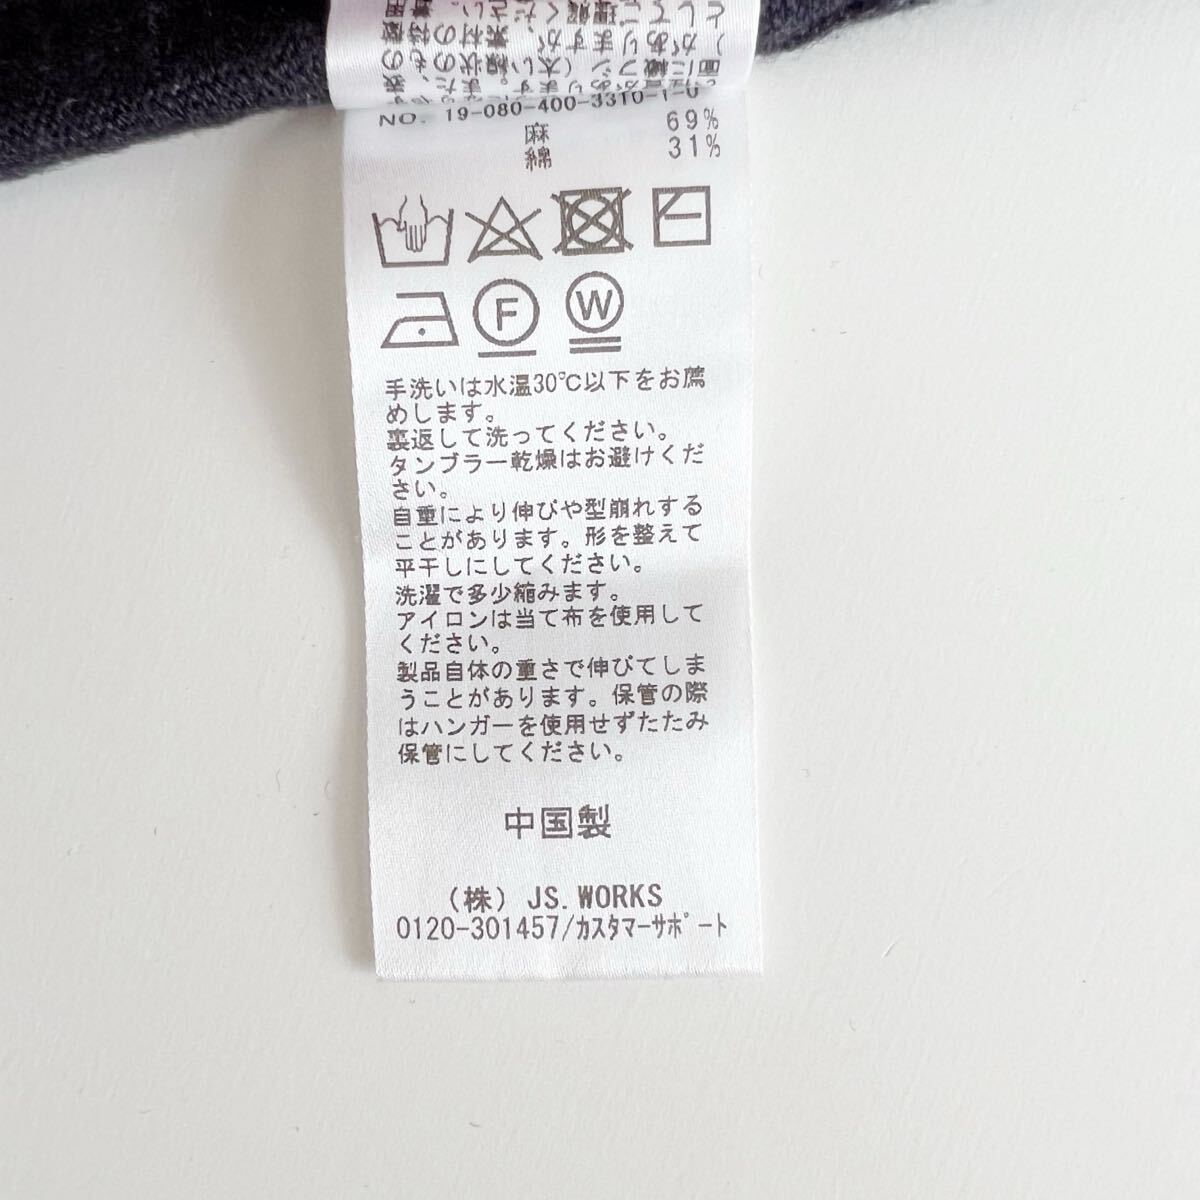 NO. 19-080-400-3310-1-0
麻 69%
綿 31%
F W
手洗いは水温30℃以下をお薦
めします。
裏返して洗ってください。
タンブラー乾燥はお避けくだ
さい。
自重により伸びや型崩れする
ことがあります。形を整えて
平干しにしてください。
洗濯で多少縮みます。
アイロンは当て布を使用して
ください。
製品自体の重さで伸びてしま
うことがあります。保管の際
はハンガーを使用せずたたみ
保管にしてください。
中国製
(株) JS.WORKS
0120-301457/ｶｽﾀﾏｰｻﾎﾟｰﾄ